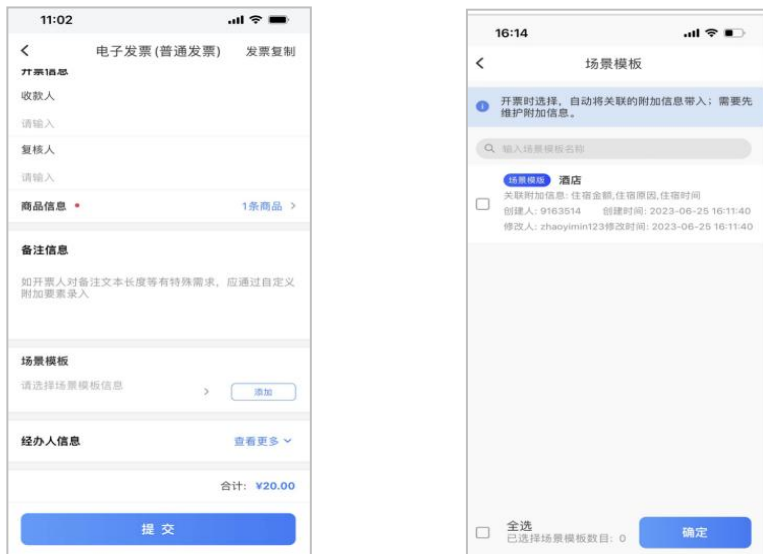 11:02
电子发票(普通发票)
发票复制
开票信息
收款人
请输入
复核人
请输入
商品信息
1条商品 >
备注信息
如开票人对备注文本长度等有特殊需求，应通过自定义
附加要素录入
场景模板
请选择场景模板信息
添加
经办人信息
查看更多
合计: ¥20.00
提交
16:14
场景模板
开票时选择，自动将关联的附加信息带入；需要先
维护附加信息。
输入场景模板名称
场景模版 酒店
关联附加信息: 住宿金额,住宿原因,住宿时间
创建人: 9163514 创建时间: 2023-06-25 16:11:40
修改人: zhaoyimin123修改时间: 2023-06-25 16:11:40
全选
已选择场景模板数目: 0
确定